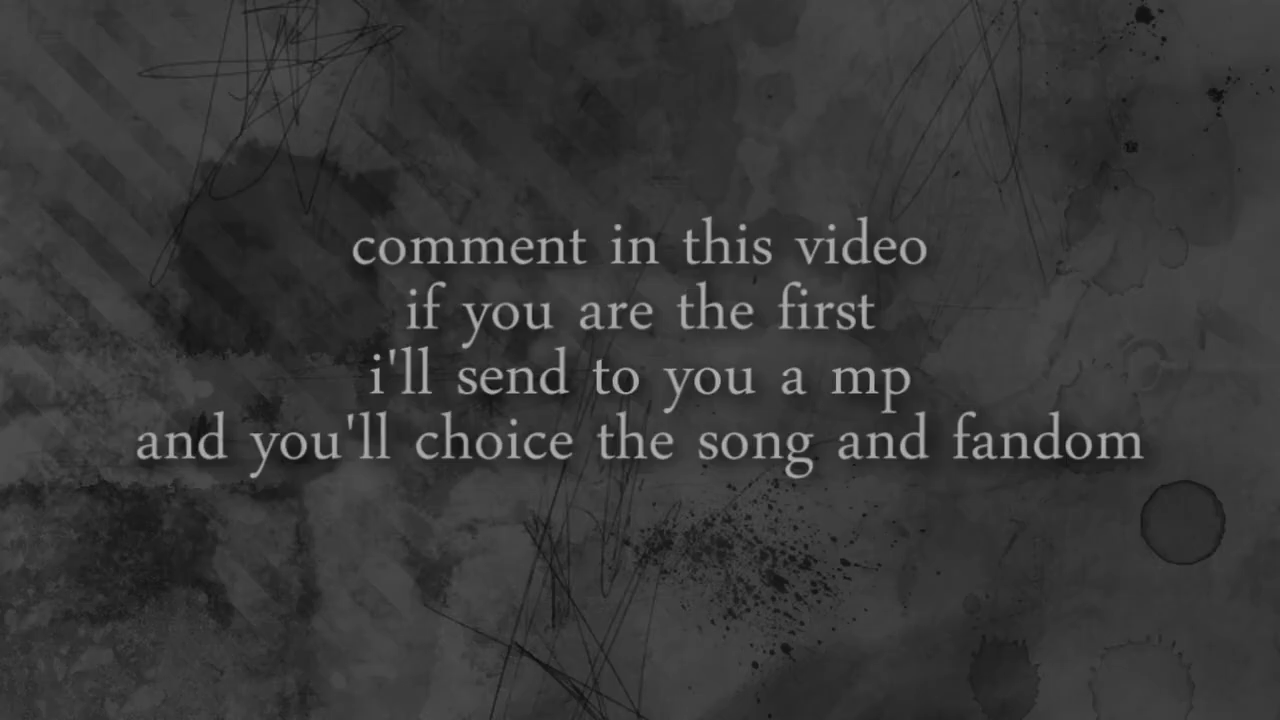 comment in this video
if you are the first
i'll send to you a mp
and you'll choice the song and fandom